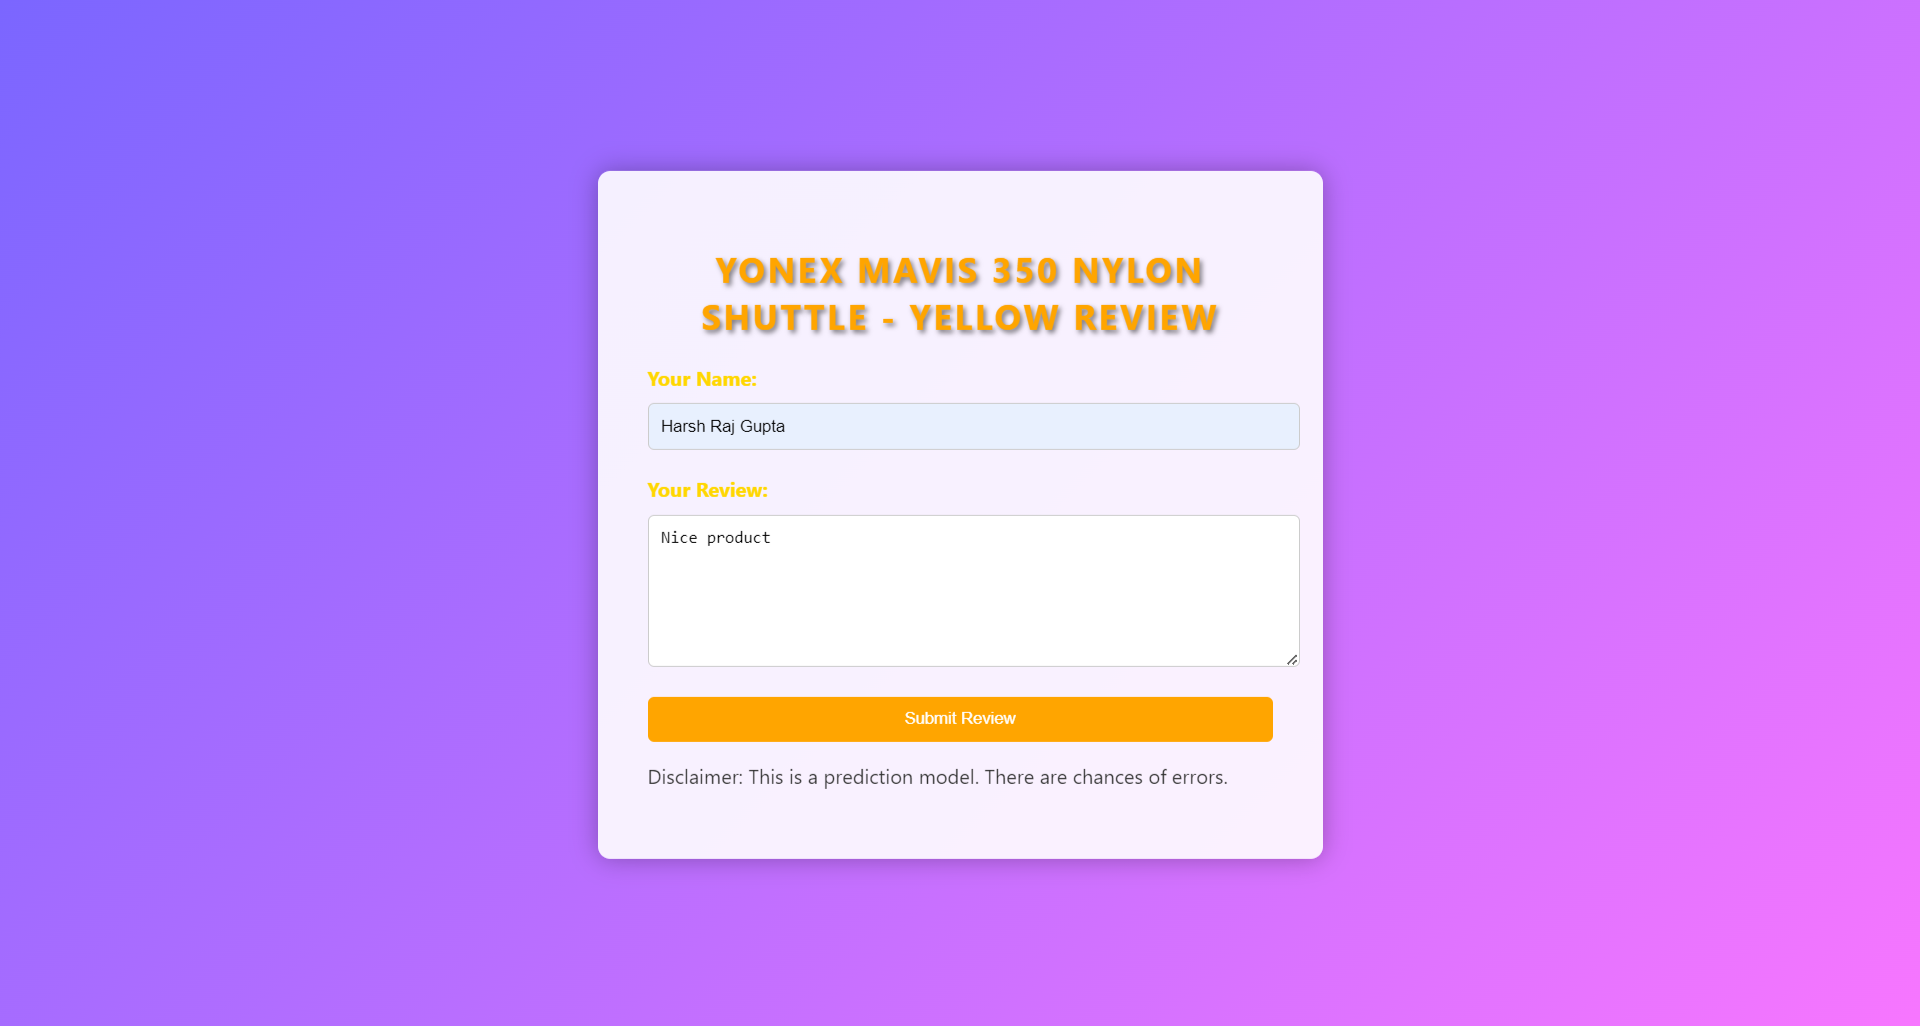 YONEX MAVIS 350 NYLON
SHUTTLE - YELLOW REVIEW
Your Name:
Harsh Raj Gupta
Your Review:
Nice product
Submit Review
Disclaimer: This is a prediction model. There are chances of errors.